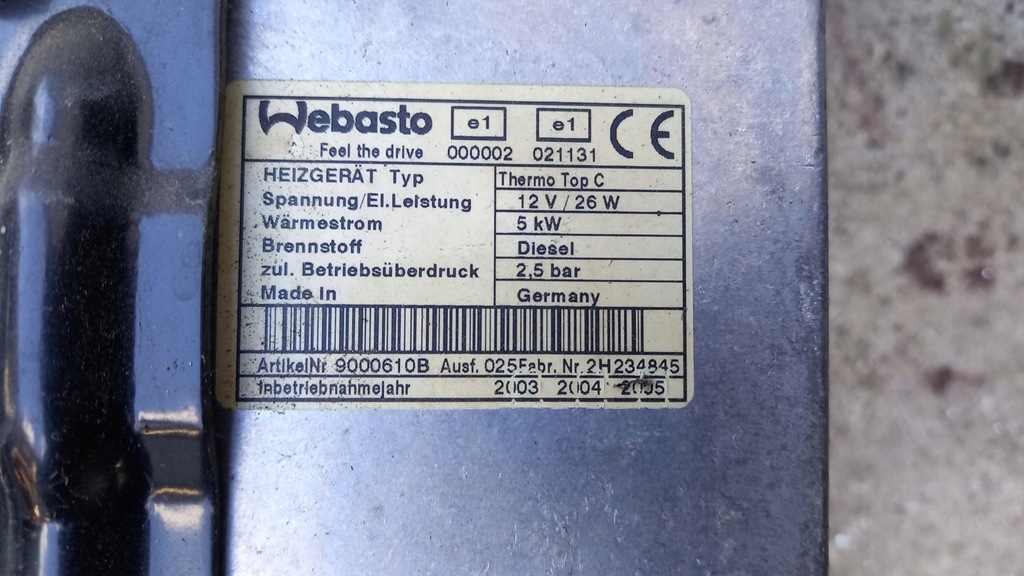 Webasto e1 e1 CE
Feel the drive 000002 021131
HEIZGERÄT Typ Thermo Top C
Spannung/El.Leistung 12 V / 26 W
Wärmestrom 5 kW
Brennstoff Diesel
zul. Betriebsüberdruck 2,5 bar
Made in Germany
ArtikelNr 9000610B Ausf. 025 Fabr. Nr. 2H234845
Inbetriebnahmejahr 2003 2004 2005